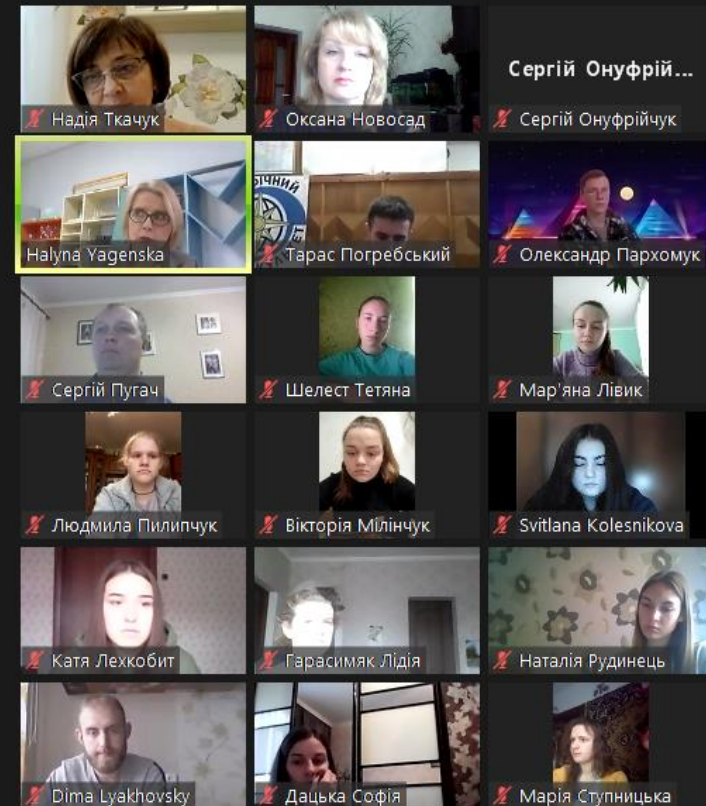 Надія Ткачук
Оксана Новосад
Сергій Онуфрій...
Сергій Онуфрійчук
Halyna Yagenska
Тарас Погребський
Олександр Пархомук
Сергій Пугач
Шелест Тетяна
Мар'яна Лівик
Людмила Пилипчук
Вікторія Мілінчук
Svitlana Kolesnikova
Катя Лехкобит
Гарасимяк Лідія
Наталія Рудинець
Dima Lyakhovsky
Дацька Софія
Марія Ступницька